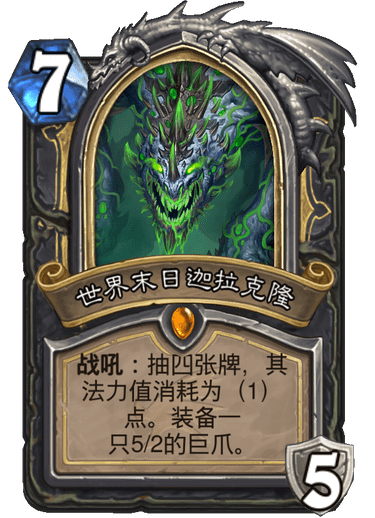 7
世界末日迦拉克隆
战吼：抽四张牌，其
法力值消耗为（1）
点。装备一
只5/2的巨爪。
5